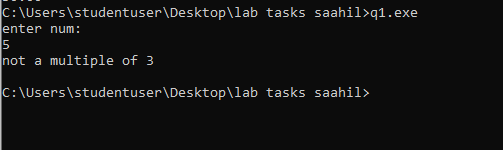 C:\Users\studentuser\Desktop\lab tasks saahil>q1.exe
enter num:
5
not a multiple of 3
C:\Users\studentuser\Desktop\lab tasks saahil>